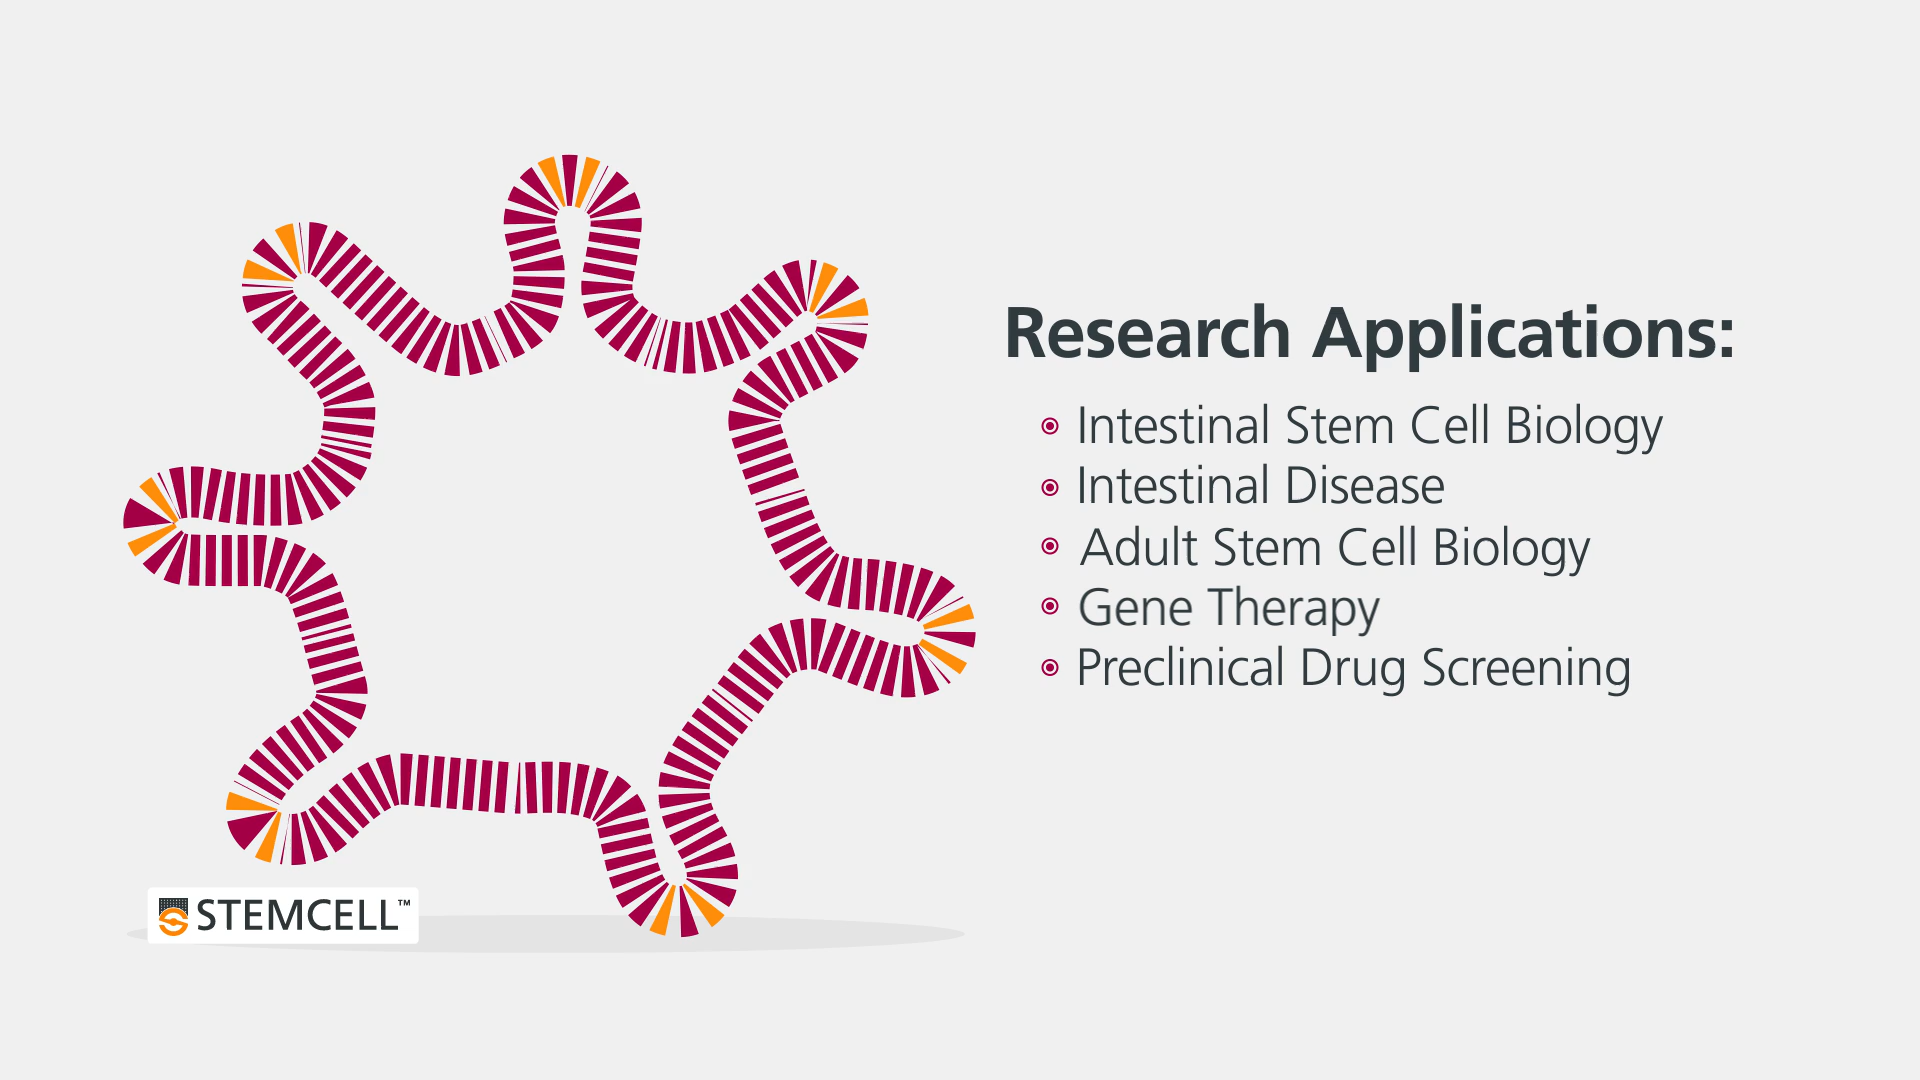 Research Applications:
Intestinal Stem Cell Biology
Intestinal Disease
Adult Stem Cell Biology
Gene Therapy
Preclinical Drug Screening
STEMCELL™